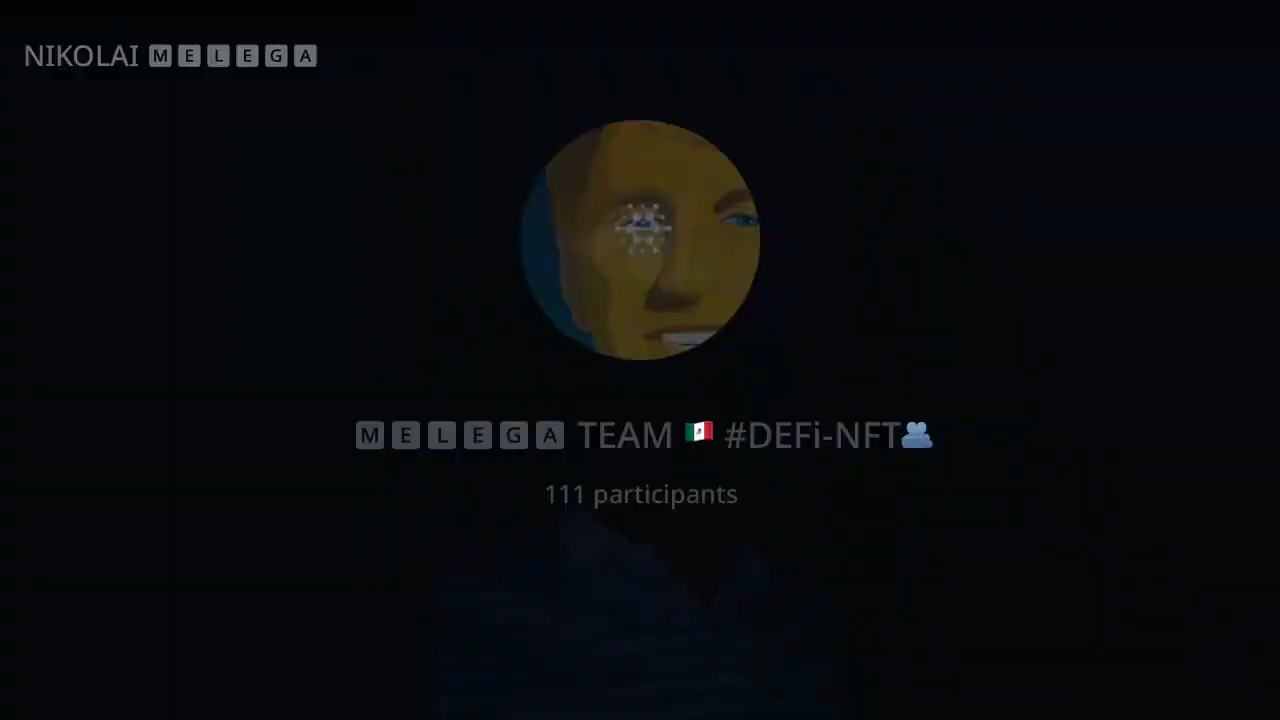 NIKOLAI 🅼🅴🅻🅴🅶🅰
🅼🅴🅻🅴🅶🅰 TEAM 🇲🇽 #DEFi-NFT👥
111 participants